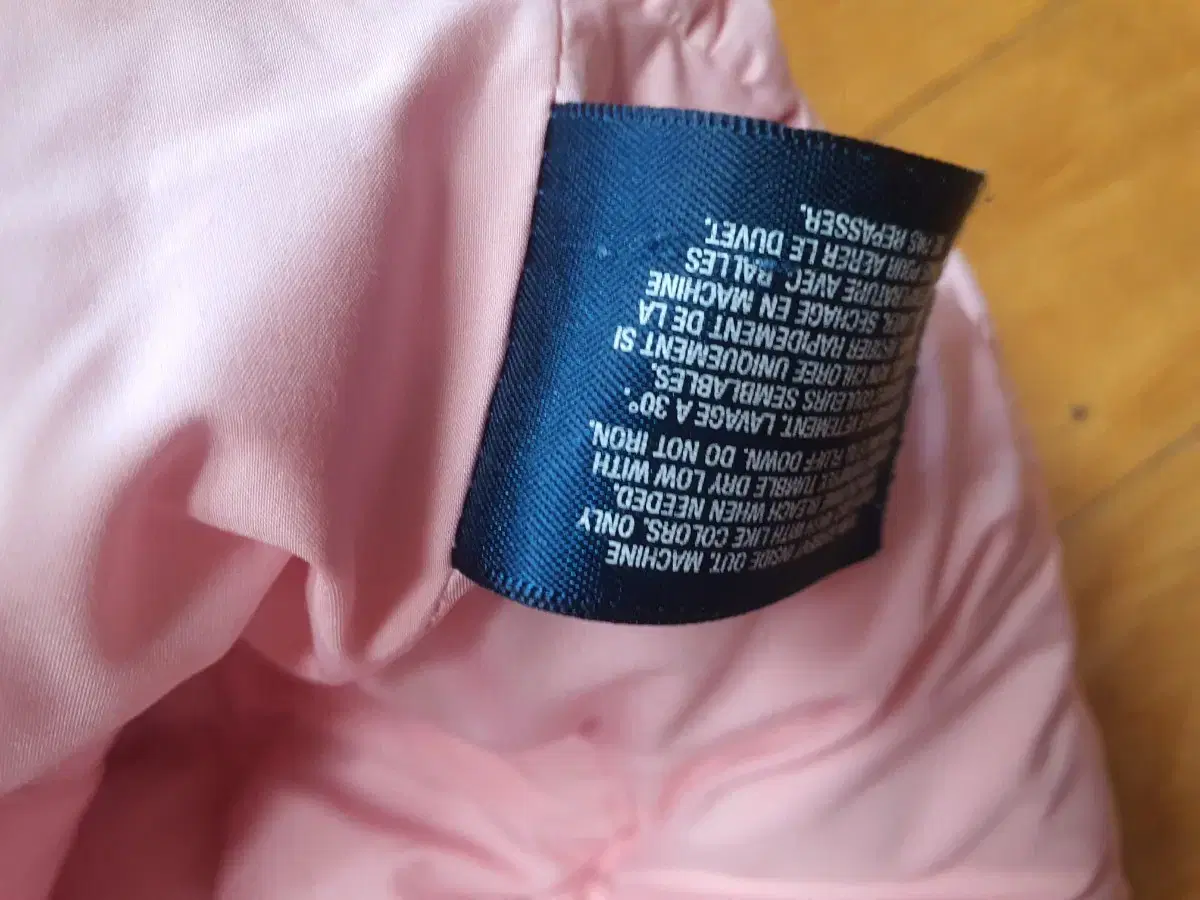 INSIDE OUT. MACHINE
WITH LIKE COLORS. ONLY
BLEACH WHEN NEEDED.
TUMBLE DRY LOW WITH
FLUFF DOWN. DO NOT IRON.
LAVAGE A 30°.
COULEURS SEMBLABLES.
CHLOREE UNIQUEMENT SI
RAPIDEMENT DE LA
SECHAGE EN MACHINE
AVEC BALLES
POUR AERER LE DUVET.
PAS REPASSER.